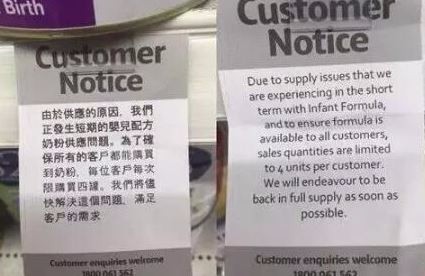 Birth
Customer
Notice
由於供應的原因, 我們
正發生短期的嬰兒配方
奶粉供應問題。為了確
保所有的客戶都能購買
到奶粉, 每位客戶每次
限購買四罐。我們將儘
快解決這個問題, 滿足
客戶的需求
Customer enquiries welcome
1800 061 562
Customer
Notice
Due to supply issues that we
are experiencing in the short
term with Infant Formula,
and to ensure formula is
available to all customers,
sales quantities are limited
to 4 units per customer.
We will endeavour to be
back in full supply as soon as
possible.
Customer enquiries welcome
1800 061 562